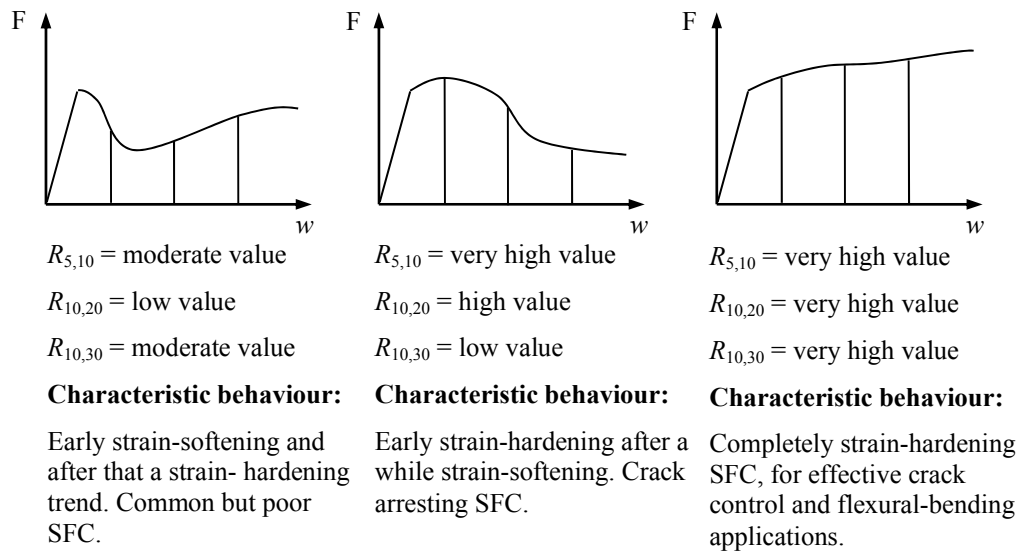 F
w
R5,10 = moderate value
R10,20 = low value
R10,30 = moderate value
Characteristic behaviour:
Early strain-softening and
after that a strain- hardening
trend. Common but poor
SFC.
F
w
R5,10 = very high value
R10,20 = high value
R10,30 = low value
Characteristic behaviour:
Early strain-hardening after a
while strain-softening. Crack
arresting SFC.
F
w
R5,10 = very high value
R10,20 = very high value
R10,30 = very high value
Characteristic behaviour:
Completely strain-hardening
SFC, for effective crack
control and flexural-bending
applications.